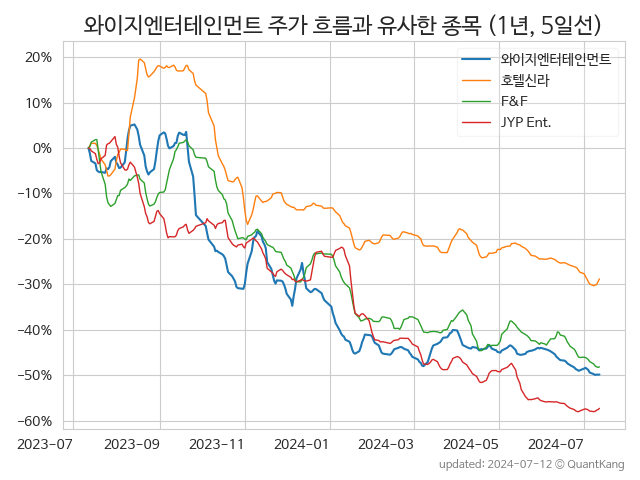 와이지엔터테인먼트 주가 흐름과 유사한 종목 (1년, 5일선)
와이지엔터테인먼트
호텔신라
F&F
JYP Ent.
20%
10%
0%
−10%
−20%
−30%
−40%
−50%
−60%
2023-07 2023-09 2023-11 2024-01 2024-03 2024-05 2024-07
updated: 2024-07-12 © QuantKang